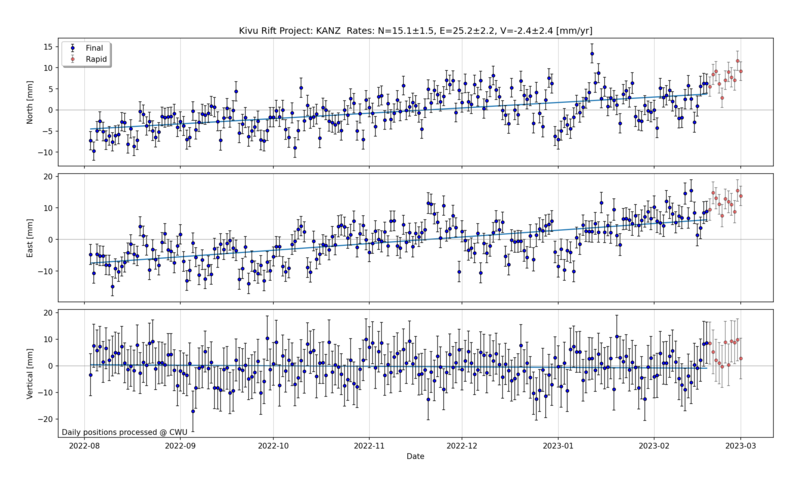 Kivu Rift Project: KANZ  Rates: N=15.1±1.5, E=25.2±2.2, V=-2.4±2.4 [mm/yr]
Final
Rapid
North [mm]
15
10
5
0
−5
−10
East [mm]
20
10
0
−10
Vertical [mm]
20
10
0
−10
−20
Daily positions processed @ CWU
2022-08 2022-09 2022-10 2022-11 2022-12 2023-01 2023-02 2023-03
Date